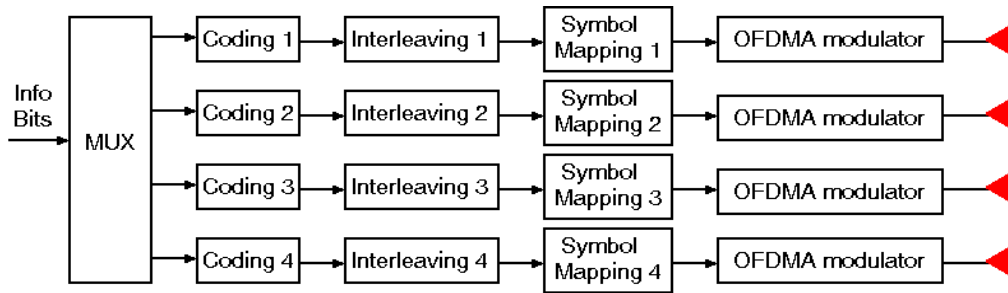 Info
Bits
MUX
Coding 1
Interleaving 1
Symbol
Mapping 1
OFDMA modulator
Coding 2
Interleaving 2
Symbol
Mapping 2
OFDMA modulator
Coding 3
Interleaving 3
Symbol
Mapping 3
OFDMA modulator
Coding 4
Interleaving 4
Symbol
Mapping 4
OFDMA modulator